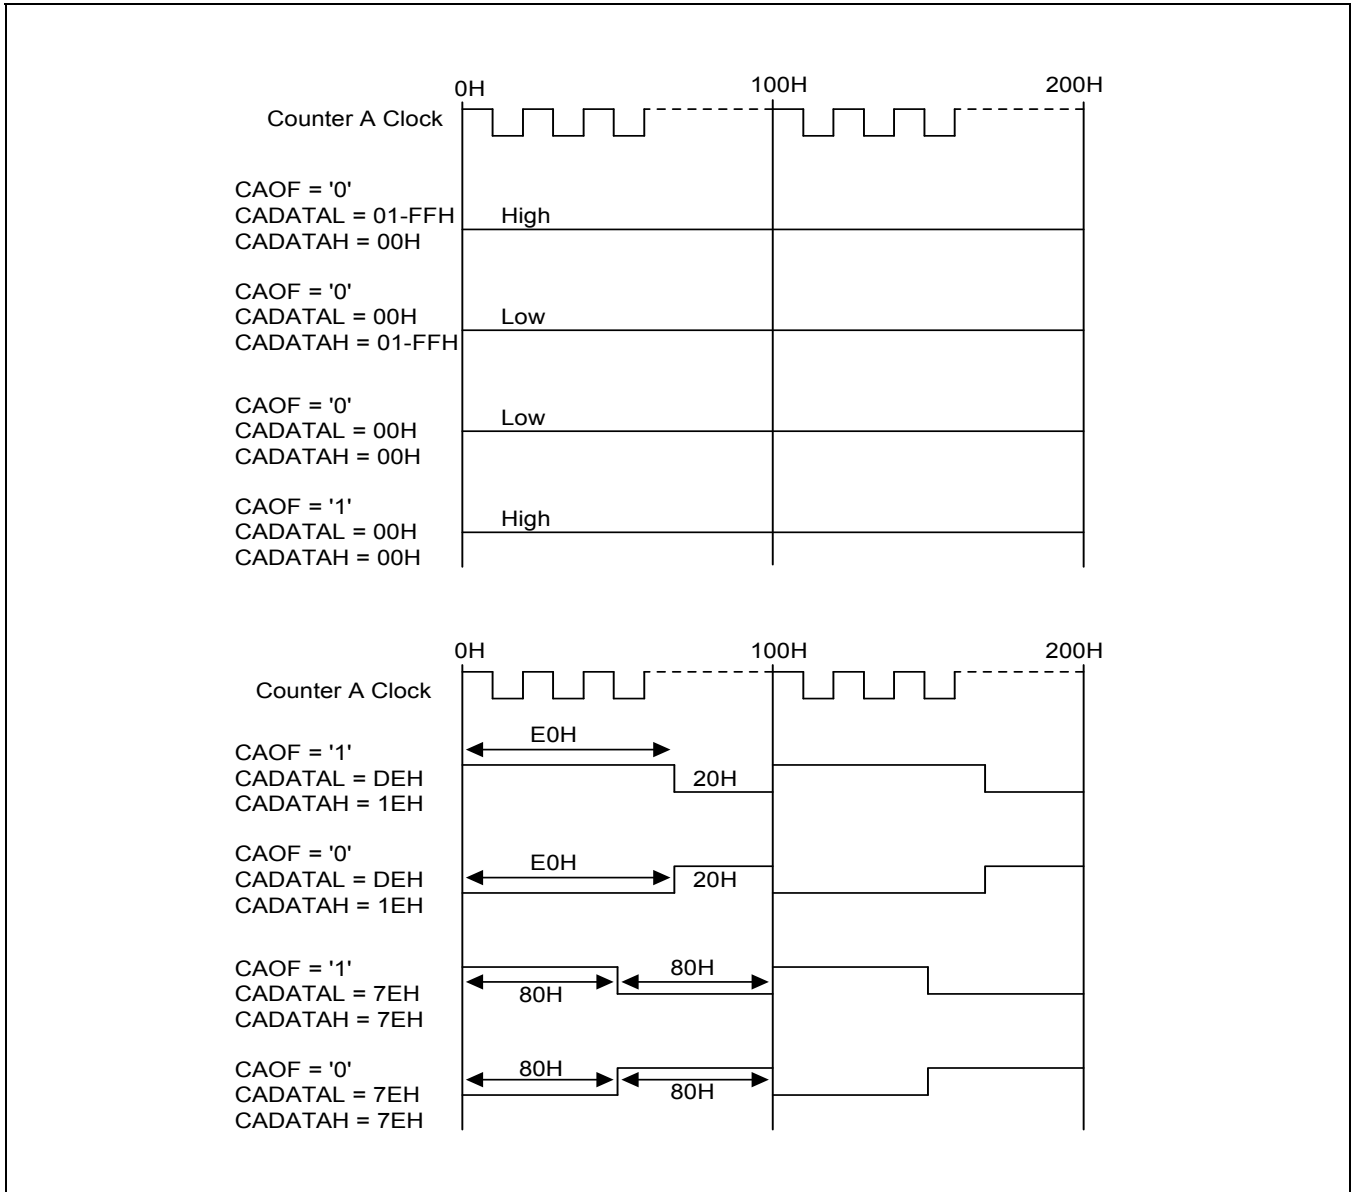 0H 100H 200H
Counter A Clock
CAOF = '0'
CADATAL = 01-FFH High
CADATAH = 00H
CAOF = '0'
CADATAL = 00H Low
CADATAH = 01-FFH
CAOF = '0'
CADATAL = 00H Low
CADATAH = 00H
CAOF = '1'
CADATAL = 00H High
CADATAH = 00H
0H 100H 200H
Counter A Clock
E0H
CAOF = '1'
CADATAL = DEH 20H
CADATAH = 1EH
CAOF = '0' E0H
CADATAL = DEH 20H
CADATAH = 1EH
CAOF = '1' 80H
CADATAL = 7EH 80H
CADATAH = 7EH
CAOF = '0' 80H
CADATAL = 7EH 80H
CADATAH = 7EH